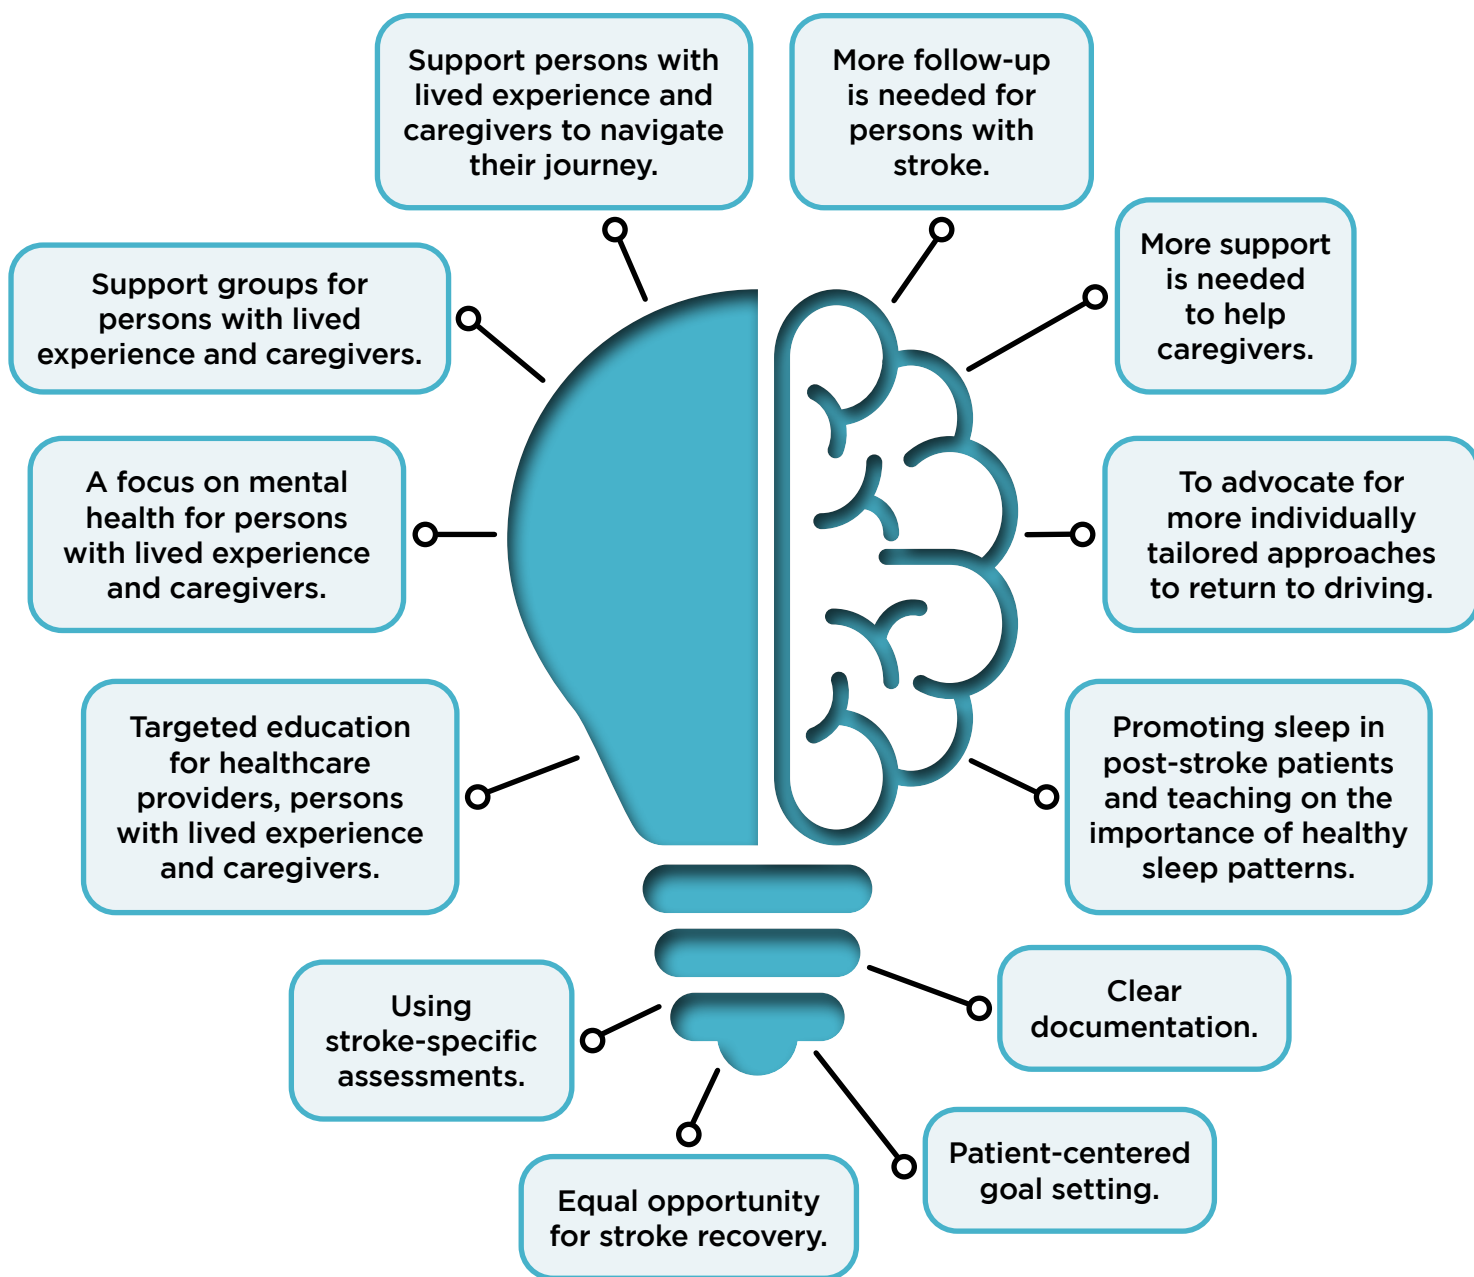 Support persons with
lived experience and
caregivers to navigate
their journey.
More follow-up
is needed for
persons with
stroke.
Support groups for
persons with lived
experience and caregivers.
More support
is needed
to help
caregivers.
A focus on mental
health for persons
with lived experience
and caregivers.
To advocate for
more individually
tailored approaches
to return to driving.
Targeted education
for healthcare
providers, persons
with lived experience
and caregivers.
Promoting sleep in
post-stroke patients
and teaching on the
importance of healthy
sleep patterns.
Using
stroke-specific
assessments.
Clear
documentation.
Equal opportunity
for stroke recovery.
Patient-centered
goal setting.